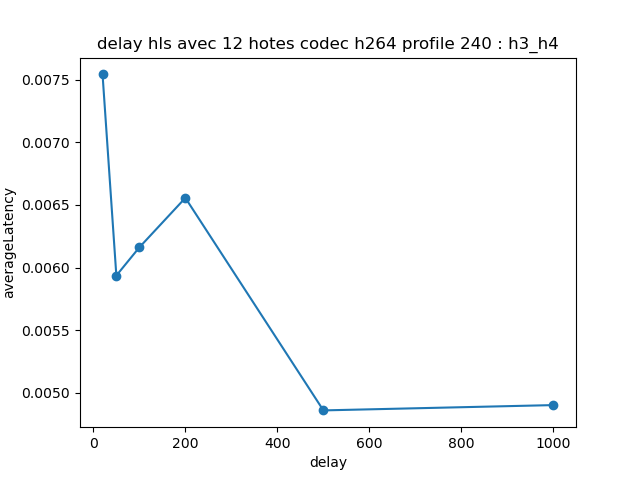 delay hls avec 12 hotes codec h264 profile 240 : h3_h4
averageLatency
0.0075
0.0070
0.0065
0.0060
0.0055
0.0050
0 200 400 600 800 1000
delay